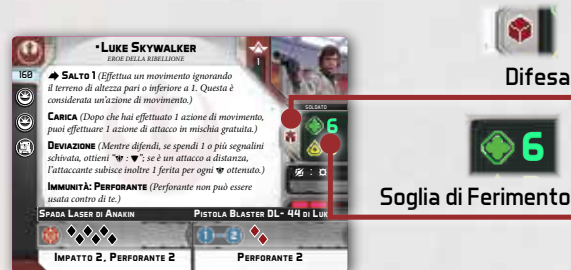 • Luke Skywalker
EROE DELLA RIBELLIONE
1
160
Salto 1 (Effettua un movimento ignorando
il terreno di altezza pari o inferiore a 1. Questa è
considerata un'azione di movimento.)
Carica (Dopo che hai effettuato 1 azione di movimento,
puoi effettuare 1 azione di attacco in mischia gratuita.)
Deviazione (Mentre difendi, se spendi 1 o più segnalini
schivata, ottieni " : "; se è un attacco a distanza,
l'attaccante subisce inoltre 1 ferita per ogni ottenuto.)
Immunità: Perforante (Perforante non può essere
usata contro di te.)
SOLDATO
6
Spada Laser di Anakin
Impatto 2, Perforante 2
Pistola Blaster DL- 44 di Luk
1 - 2
Perforante 2
Difesa
6
Soglia di Ferimento